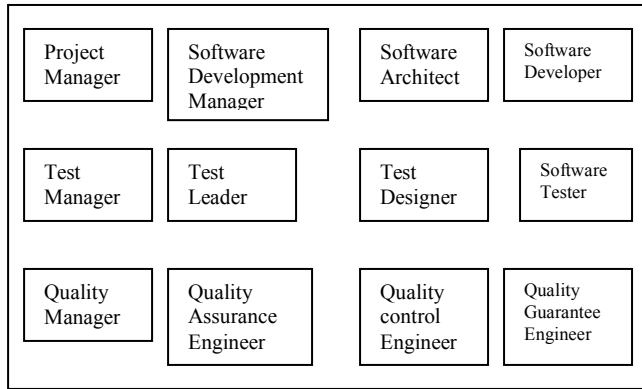 Project
Manager
Software
Development
Manager
Software
Architect
Software
Developer
Test
Manager
Test
Leader
Test
Designer
Software
Tester
Quality
Manager
Quality
Assurance
Engineer
Quality
control
Engineer
Quality
Guarantee
Engineer